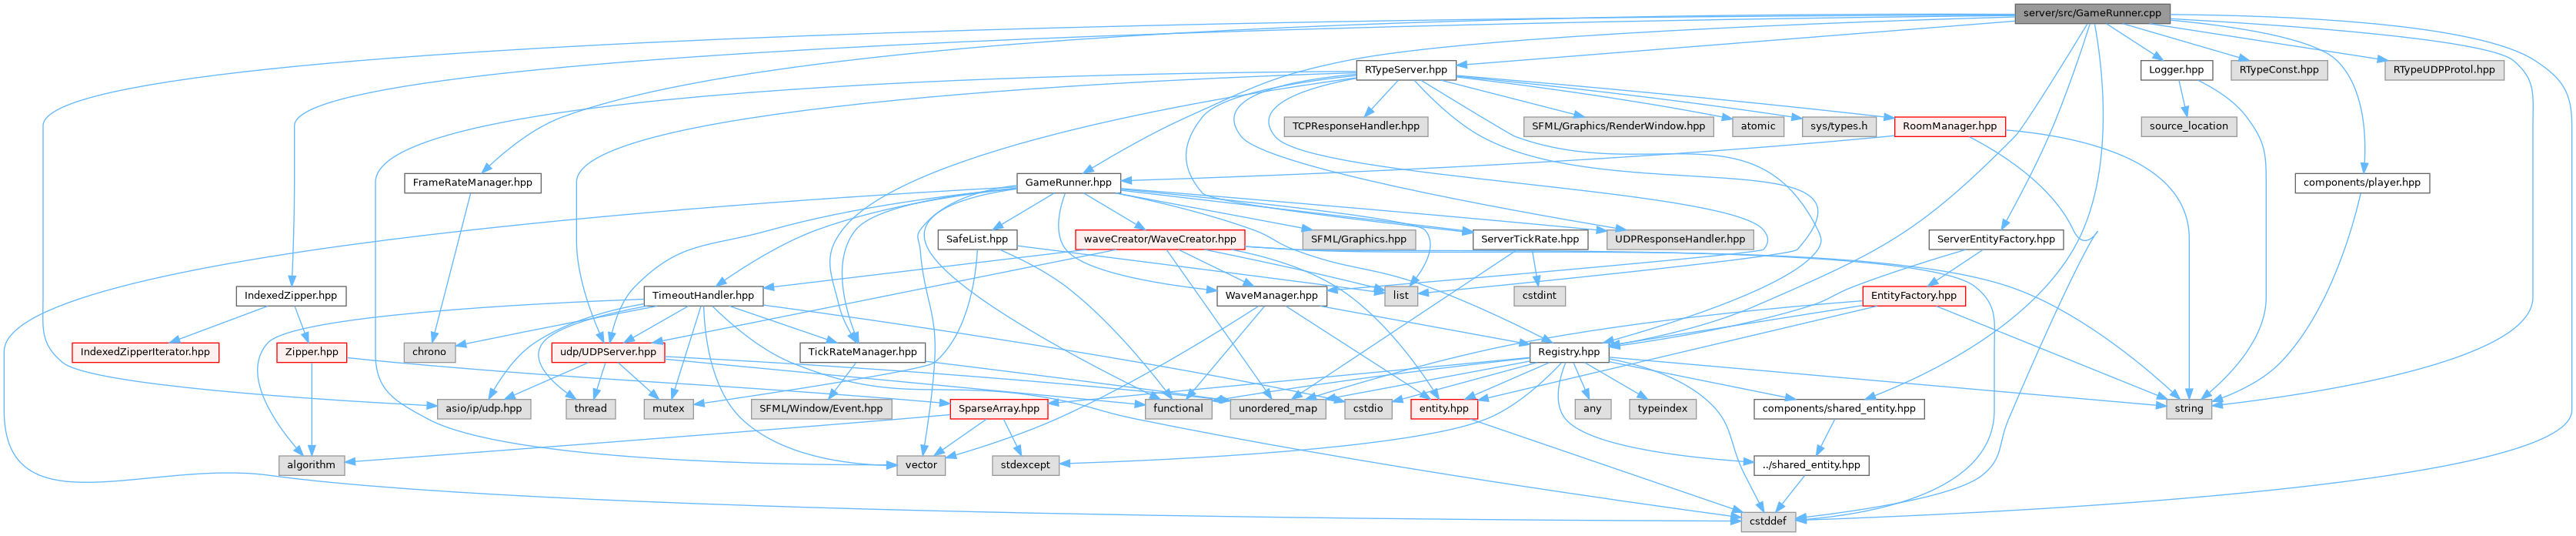 server/src/GameRunner.cpp
RTypeServer.hpp
Logger.hpp
RTypeConst.hpp
RTypeUDPProtol.hpp
TCPResponseHandler.hpp
SFML/Graphics/RenderWindow.hpp
atomic
sys/types.h
RoomManager.hpp
source_location
FrameRateManager.hpp
GameRunner.hpp
components/player.hpp
SafeList.hpp
waveCreator/WaveCreator.hpp
SFML/Graphics.hpp
ServerTickRate.hpp
UDPResponseHandler.hpp
ServerEntityFactory.hpp
IndexedZipper.hpp
TimeoutHandler.hpp
WaveManager.hpp
list
cstdint
EntityFactory.hpp
IndexedZipperIterator.hpp
Zipper.hpp
chrono
udp/UDPServer.hpp
TickRateManager.hpp
Registry.hpp
asio/ip/udp.hpp
thread
mutex
SFML/Window/Event.hpp
SparseArray.hpp
functional
unordered_map
cstdio
entity.hpp
any
typeindex
components/shared_entity.hpp
string
algorithm
vector
stdexcept
../shared_entity.hpp
cstddef